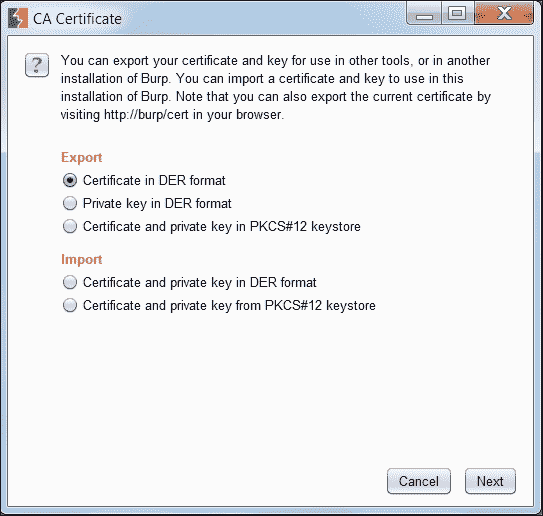 CA Certificate
You can export your certificate and key for use in other tools, or in another
installation of Burp. You can import a certificate and key to use in this
installation of Burp. Note that you can also export the current certificate by
visiting http://burp/cert in your browser.
Export
Certificate in DER format
Private key in DER format
Certificate and private key in PKCS#12 keystore
Import
Certificate and private key in DER format
Certificate and private key from PKCS#12 keystore
Cancel Next